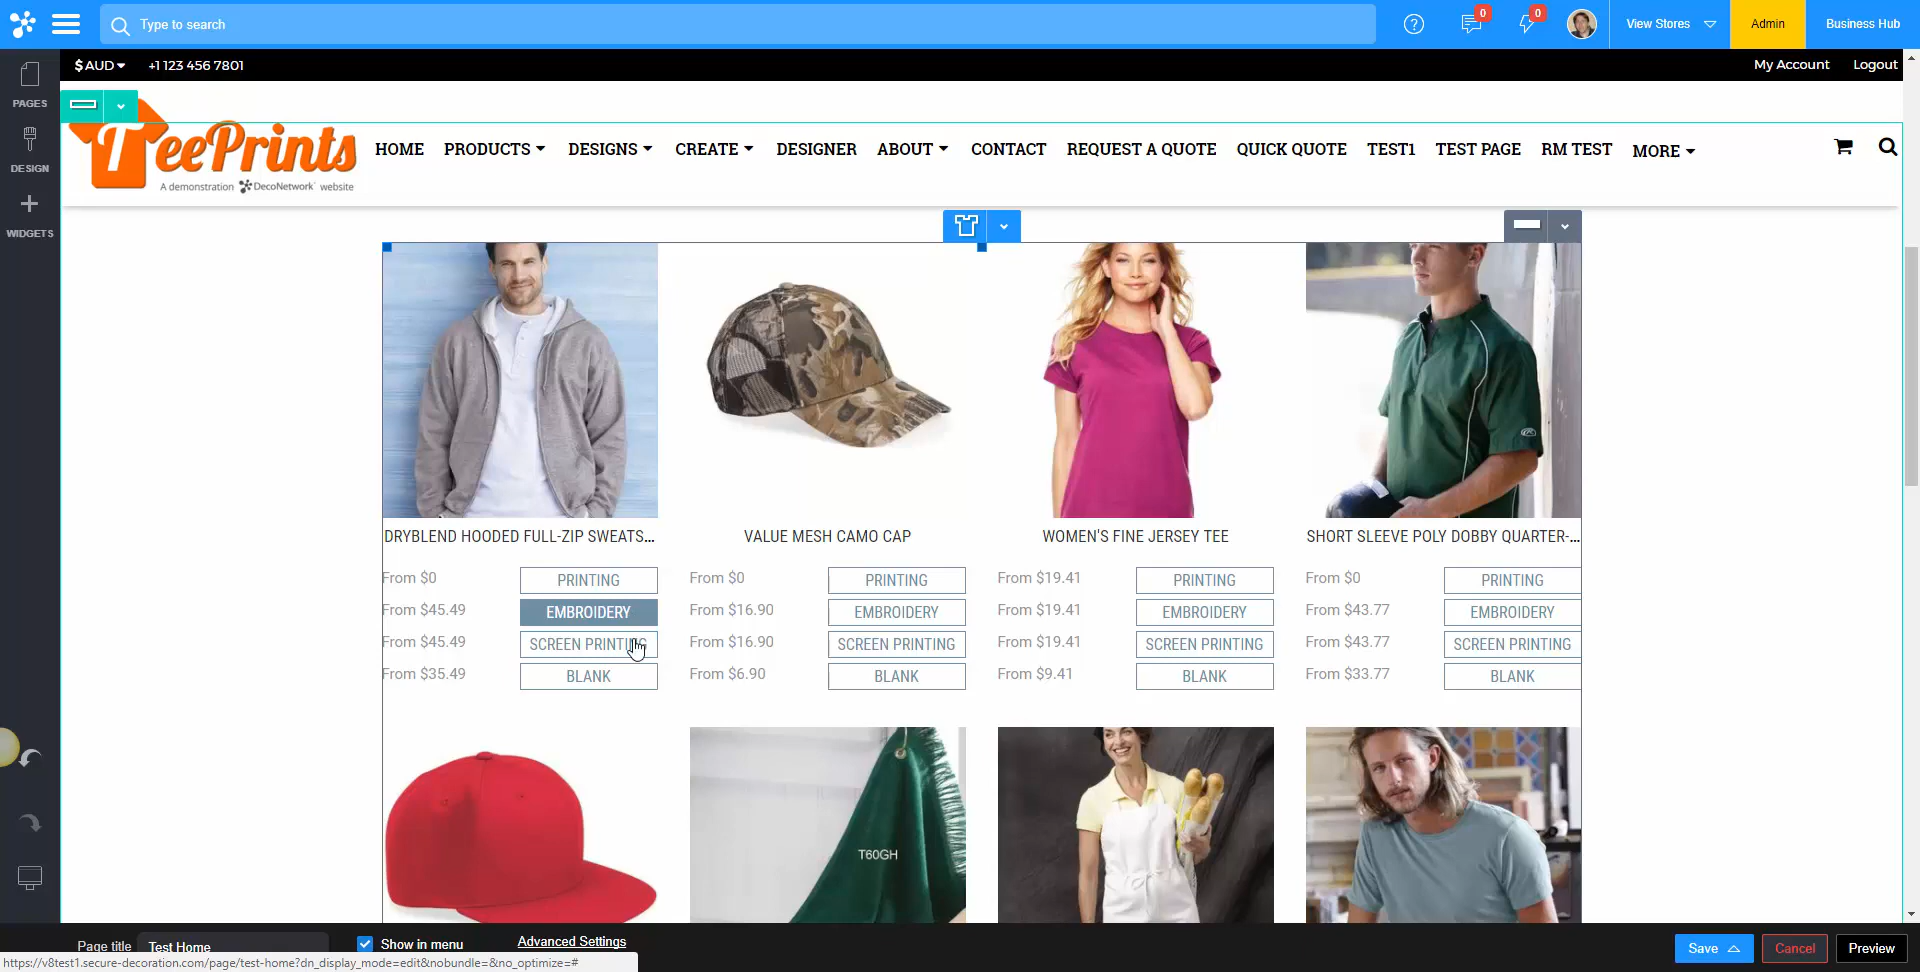 Type to search
0
0
View Stores
Admin
Business Hub
$ AUD
+1 123 456 7801
My Account
Logout
PAGES
DESIGN
WIDGETS
TeePrints
A demonstration DecoNetwork website
HOME
PRODUCTS
DESIGNS
CREATE
DESIGNER
ABOUT
CONTACT
REQUEST A QUOTE
QUICK QUOTE
TEST1
TEST PAGE
RM TEST
MORE
DRYBLEND HOODED FULL-ZIP SWEATS...
VALUE MESH CAMO CAP
WOMEN'S FINE JERSEY TEE
SHORT SLEEVE POLY DOBBY QUARTER-...
From $0 PRINTING
From $0 PRINTING
From $19.41 PRINTING
From $0 PRINTING
From $45.49 EMBROIDERY
From $16.90 EMBROIDERY
From $19.41 EMBROIDERY
From $43.77 EMBROIDERY
From $45.49 SCREEN PRINTING
From $16.90 SCREEN PRINTING
From $19.41 SCREEN PRINTING
From $43.77 SCREEN PRINTING
From $35.49 BLANK
From $6.90 BLANK
From $9.41 BLANK
From $33.77 BLANK
T60GH
Page title
Test Home
Show in menu
Advanced Settings
Save
Cancel
Preview
https://v8test1.secure-decoration.com/page/test-home?dn_display_mode=edit&nobundle=&no_optimize=#